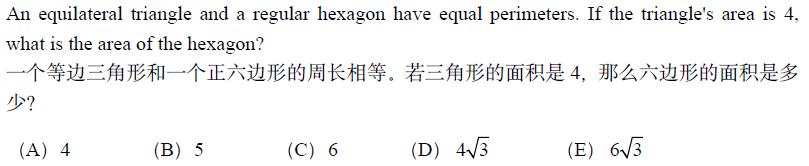 An equilateral triangle and a regular hexagon have equal perimeters. If the triangle's area is 4,
what is the area of the hexagon?
一个等边三角形和一个正六边形的周长相等。若三角形的面积是 4，那么六边形的面积是多
少？
(A) 4 (B) 5 (C) 6 (D) 4√3 (E) 6√3